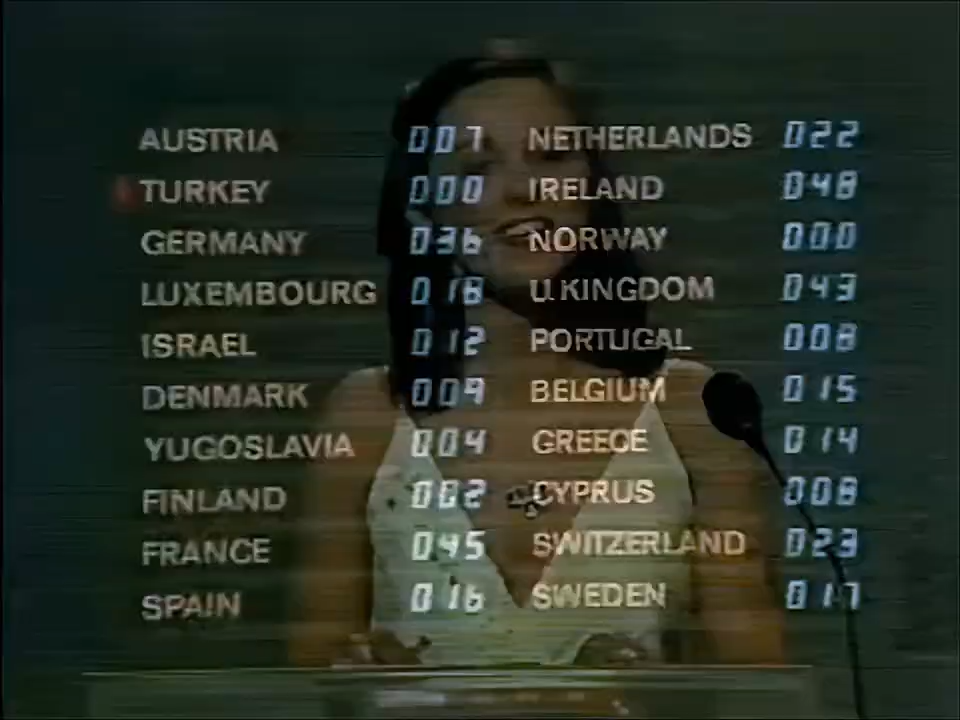 AUSTRIA 007 NETHERLANDS 022
TURKEY 000 IRELAND 048
GERMANY 036 NORWAY 000
LUXEMBOURG 018 U.KINGDOM 043
ISRAEL 012 PORTUGAL 008
DENMARK 009 BELGIUM 015
YUGOSLAVIA 004 GREECE 014
FINLAND 002 CYPRUS 008
FRANCE 045 SWITZERLAND 023
SPAIN 016 SWEDEN 017